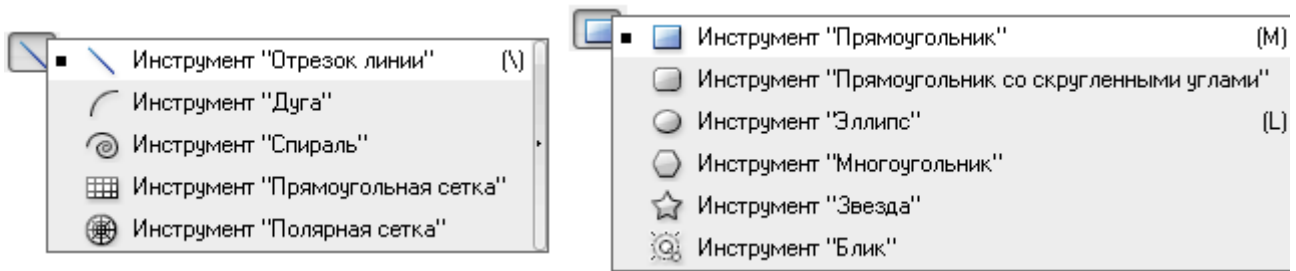 Инструмент "Отрезок линии" (\)
Инструмент "Дуга"
Инструмент "Спираль"
Инструмент "Прямоугольная сетка"
Инструмент "Полярная сетка"
Инструмент "Прямоугольник" (M)
Инструмент "Прямоугольник со скругленными углами"
Инструмент "Эллипс" (L)
Инструмент "Многоугольник"
Инструмент "Звезда"
Инструмент "Блик"